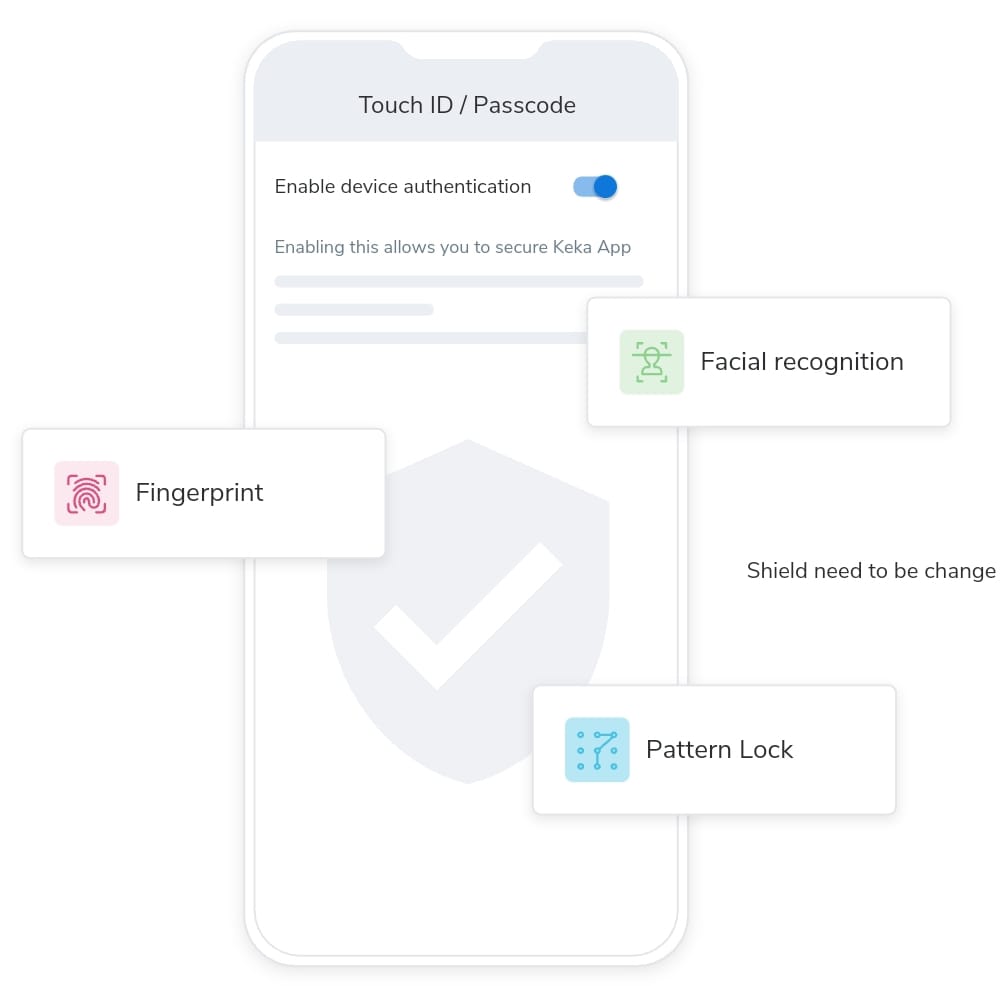 Touch ID / Passcode
Enable device authentication
Enabling this allows you to secure Keka App
Facial recognition
Fingerprint
Shield need to be change
Pattern Lock